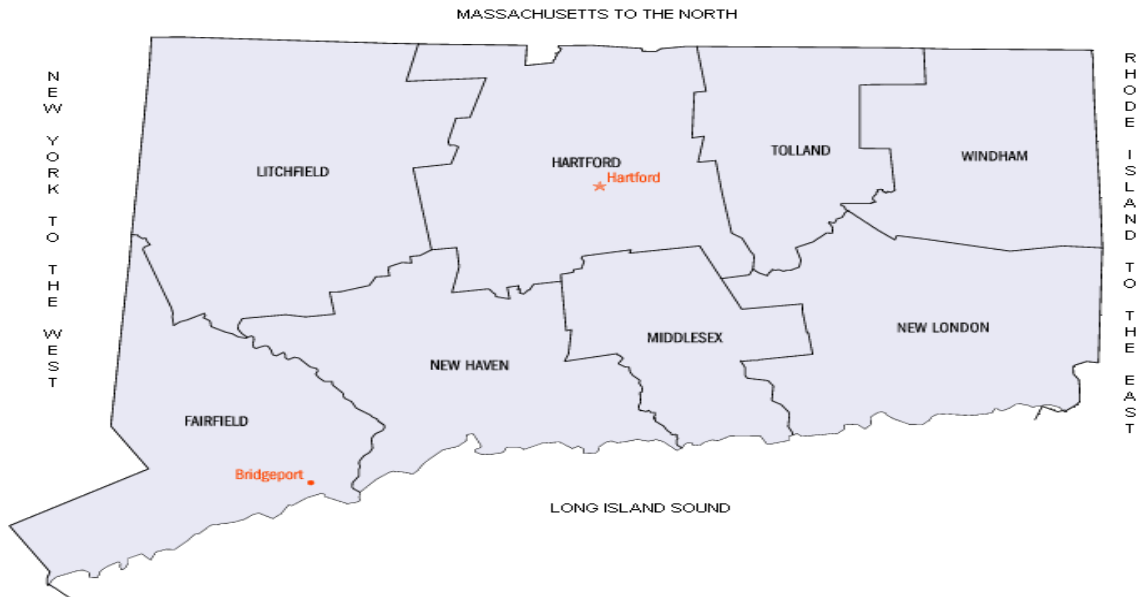 MASSACHUSETTS TO THE NORTH
NEW YORK TO THE WEST
RHODE ISLAND TO THE EAST
LITCHFIELD
HARTFORD
Hartford
TOLLAND
WINDHAM
FAIRFIELD
Bridgeport
NEW HAVEN
MIDDLESEX
NEW LONDON
LONG ISLAND SOUND